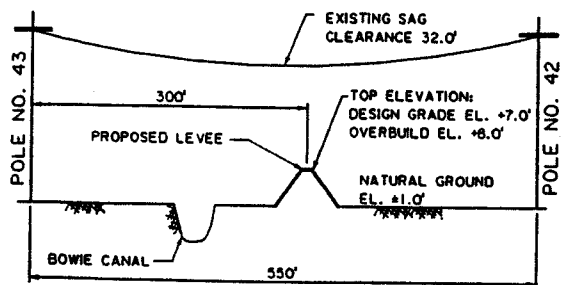 EXISTING SAG
CLEARANCE 32.0'
POLE NO. 43
POLE NO. 42
300'
TOP ELEVATION:
DESIGN GRADE EL. +7.0'
OVERBUILD EL. +8.0'
PROPOSED LEVEE
NATURAL GROUND
EL. ±1.0'
BOWIE CANAL
550'